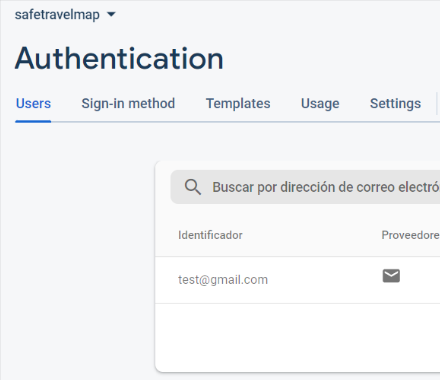 safetravelmap
Authentication
Users Sign-in method Templates Usage Settings
Buscar por dirección de correo electró
Identificador Proveedore
test@gmail.com